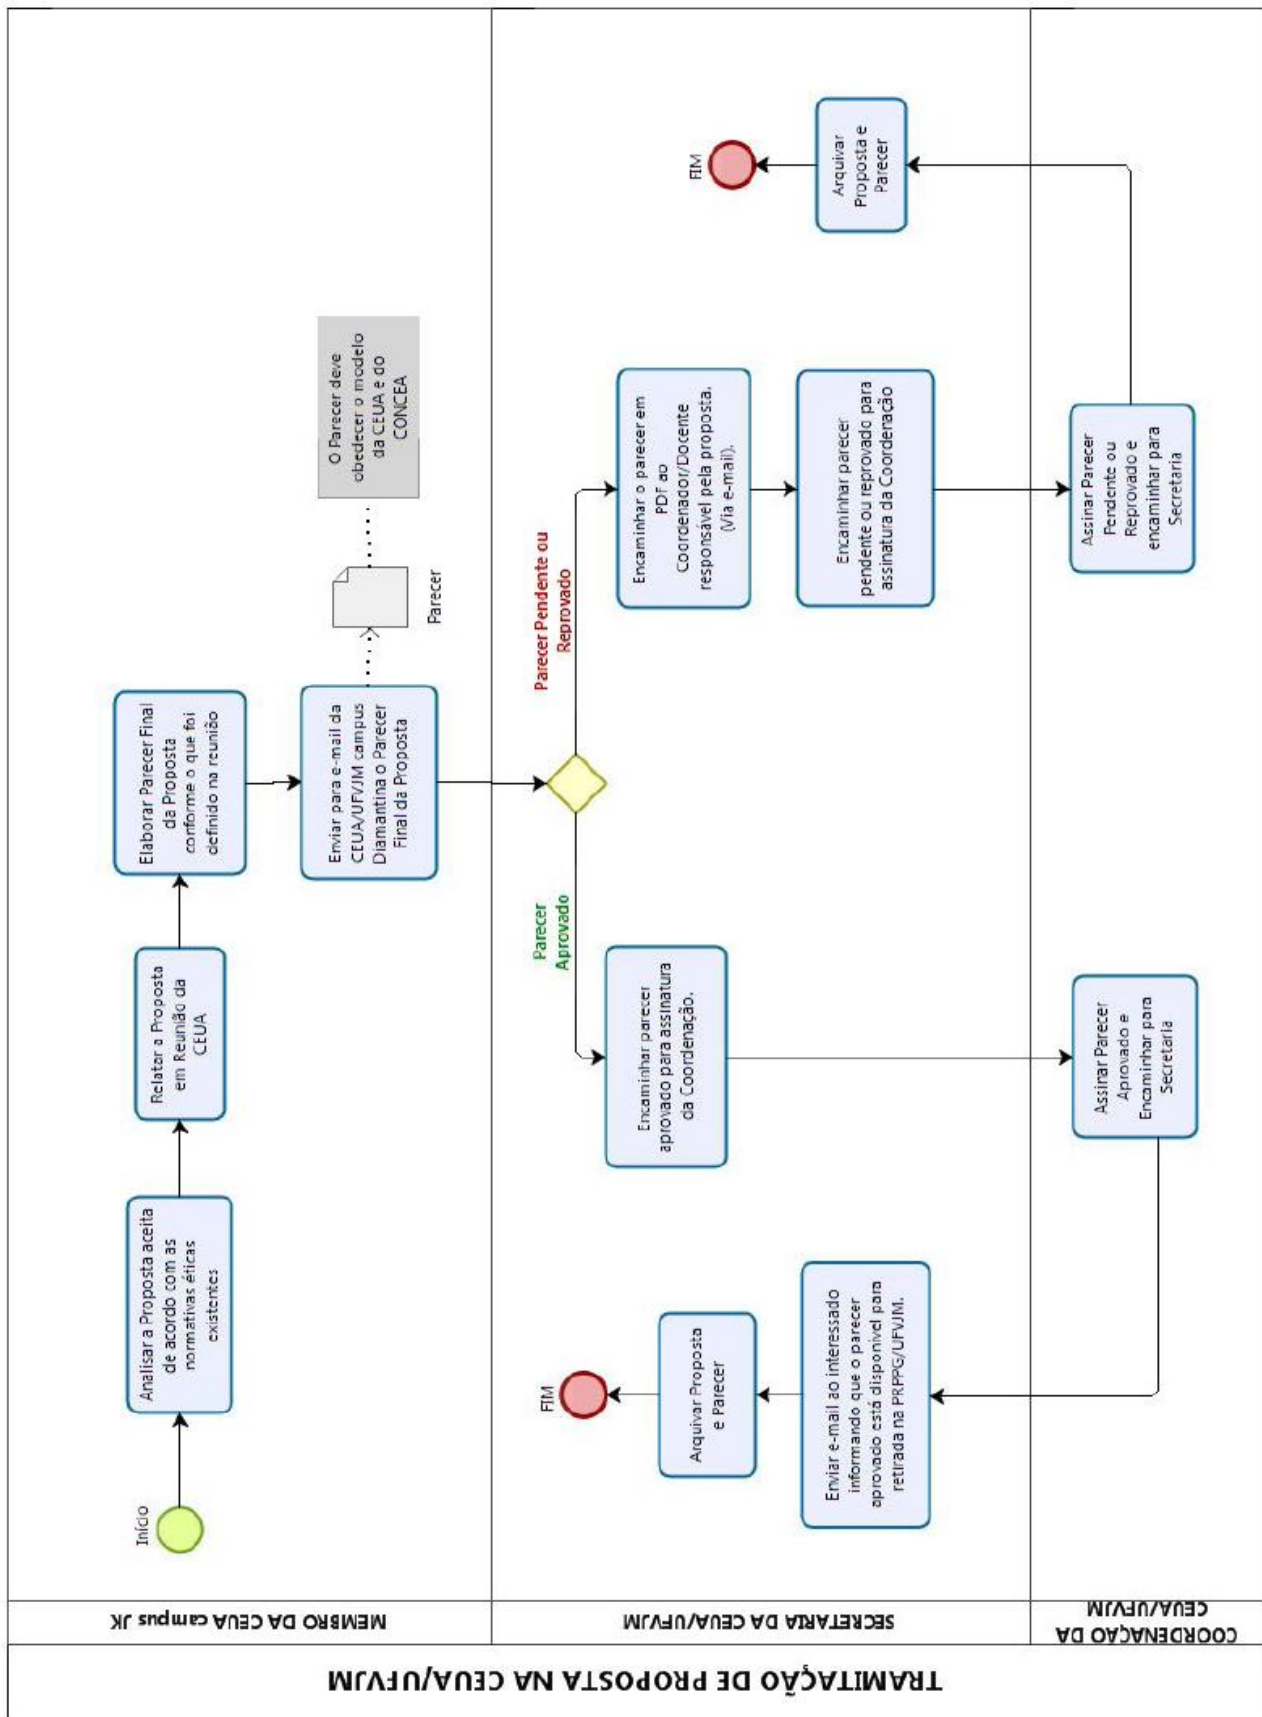 TRAMITAÇÃO DE PROPOSTA NA CEUA/UFVJM
MEMBRO DA CEUA campus JK
Início
Analisar a Proposta aceita
de acordo com as
normativas éticas
existentes
Relatar a Proposta
em Reunião da
CEUA
Elaborar Parecer Final
da Proposta
conforme o que foi
definido na reunião
Enviar para e-mail da
CEUA/UFVJM campus
Diamantina o Parecer
Final da Proposta
Parecer
O Parecer deve
obedecer o modelo
da CEUA e do
CONCEA
SECRETARIA DA CEUA/UFVJM
Parecer
Aprovado
Encaminhar parecer
aprovado para assinatura
da Coordenação.
Parecer Pendente ou
Reprovado
Encaminhar o parecer em
PDF ao
Coordenador/Docente
responsável pela proposta.
(Via e-mail).
Encaminhar parecer
pendente ou reprovado para
assinatura da Coordenação
FIM
Arquivar Proposta
e Parecer
Enviar e-mail ao interessado
informando que o parecer
aprovado está disponível para
retirada na PRPPG/UFVJM.
FIM
Arquivar
Proposta e
Parecer
COORDENAÇÃO DA
CEUA/UFVJM
Assinar Parecer
Aprovado e
Encaminhar para
Secretaria
Assinar Parecer
Pendente ou
Reprovado e
encaminhar para
Secretaria